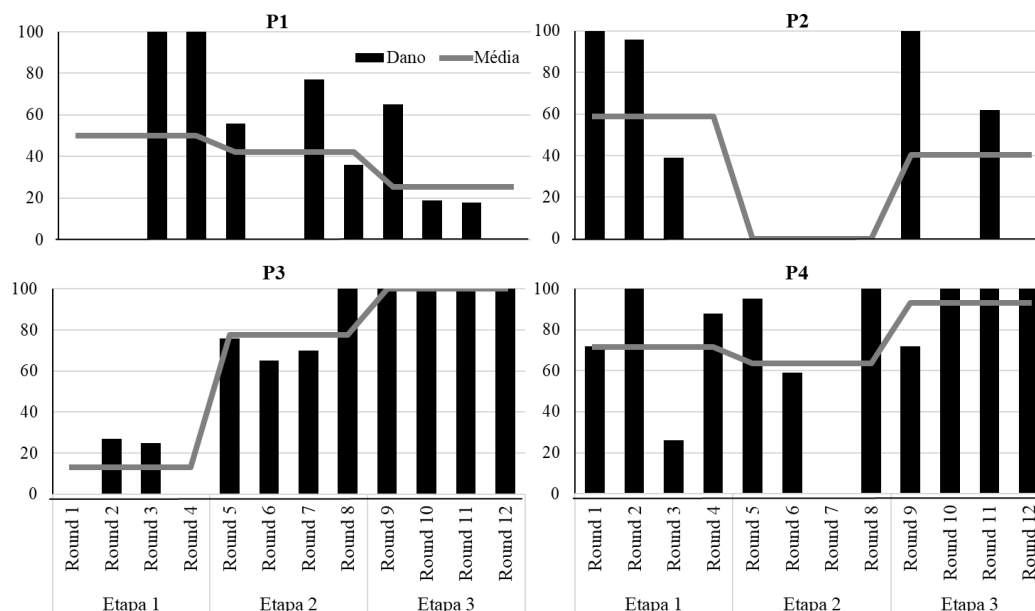 P1
100
80
60
40
20
0
Dano
Média
P2
100
80
60
40
20
0
P3
100
80
60
40
20
0
Round 1
Round 2
Round 3
Round 4
Round 5
Round 6
Round 7
Round 8
Round 9
Round 10
Round 11
Round 12
Etapa 1
Etapa 2
Etapa 3
P4
100
80
60
40
20
0
Round 1
Round 2
Round 3
Round 4
Round 5
Round 6
Round 7
Round 8
Round 9
Round 10
Round 11
Round 12
Etapa 1
Etapa 2
Etapa 3